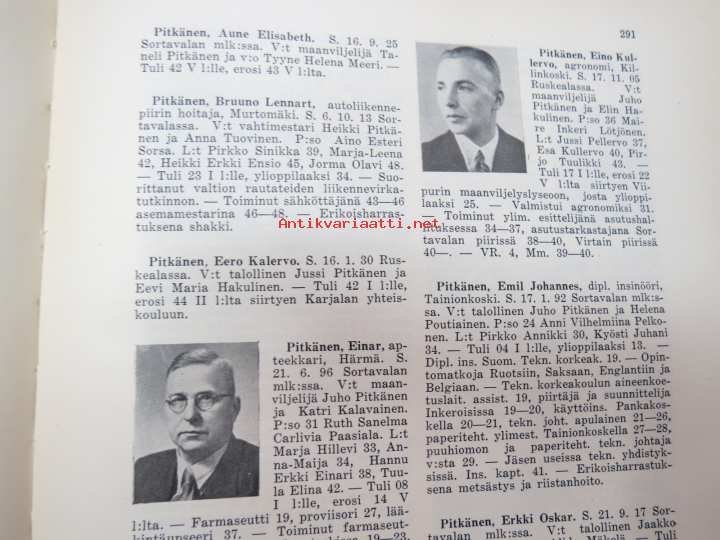 291
Pitkänen, Aune Elisabeth. S. 16. 9. 25
Sortavalan mlk:ssa. V:t maanviljelijä Ta-
neli Pitkänen ja v:o Tyyne Helena Meeri. —
Tuli 42 V l:lle, erosi 43 V l:lta.
Pitkänen, Bruuno Lennart, autoliikenne-
piirin hoitaja, Murtomäki. S. 6. 10. 13 Sor-
tavalassa. V:t vahtimestari Heikki Pitkä-
nen ja Anna Tuovinen. P:so Aino Esteri
Sorsa. L:t Pirkko Sinikka 39, Marja-Leena
42, Heikki Erkki Ensio 45, Jorma Olavi 48.
— Tuli 23 I l:lle, ylioppilaaksi 34. — Suo-
rittanut valtion rautateiden liikennevirka-
tutkinnon. — Toiminut sähköttäjänä 43—46
asemamestarina 46—48. — Erikoisharras-
tuksena shakki.
Pitkänen, Eero Kalervo. S. 16. 1. 30 Rus-
kealassa. V:t talollinen Jussi Pitkänen ja
Eevi Maria Hakulinen. — Tuli 42 I l:lle,
erosi 44 II l:lta siirtyen Karjalan yhteis-
kouluun.
Pitkänen, Einar, ap-
teekkari, Härmä. S.
21. 6. 96 Sortavalan
mlk:ssa. V:t maan-
viljelijä Juho Pitkänen
ja Katri Kalavainen.
P:so 31 Ruth Sanelma
Carlivia Paasiala. L:t
Marja Hillevi 33, An-
na-Maija 34, Hannu
Erkki Einari 38, Tuu-
la Elina 42. — Tuli 08
I l:lle, erosi 14 V
l:lta. — Farmaseutti 19, proviisori 27, lää-
kintäupseeri 37. — Toiminut farmaseut-
Pitkänen, Eino Kul-
lervo, agronomi, Kil-
linkoski. S. 17. 11. 05
Ruskealassa. V:t
maanviljelijä Juho
Pitkänen ja Elin Ha-
kulinen. P:so 36 Mai-
re Inkeri Lötjönen.
L:t Jussi Pellervo 37,
Esa Kullervo 40, Pir-
jo Tuulikki 43. —
Tuli 17 I l:lle, erosi 22
V l:lta siirtyen Vii-
purin maanviljelyslyseoon, josta ylioppi-
laaksi 25. — Valmistui agronomiksi 31.
— Toiminut ylim. esittelijänä asutushal-
lituksessa 34—37, asutustarkastajana Sor-
tavalan piirissä 38—40, Virtain piirissä
40—. — VR. 4, Mm. 39—40.
Pitkänen, Emil Johannes, dipl. insinööri,
Tainionkoski. S. 17. 1. 92 Sortavalan mlk:s-
sa. V:t talollinen Juho Pitkänen ja Helena
Poutiainen. P:so 24 Anni Vilhelmiina Pelko-
nen. L:t Pirkko Annikki 30, Kyösti Juhani
34. — Tuli 04 I l:lle, ylioppilaaksi 13. —
Dipl. ins. Suom. Tekn. korkeak. 19. — Opin-
tomatkoja Ruotsiin, Saksaan, Englantiin ja
Belgiaan. — Tekn. korkeakoulun aineenkoe-
tuslait. assist. 19, piirtäjä ja suunnittelija
Inkeroisissa 19—20, käyttöins. Pankakos-
kella 20—21, tekn. joht. apulainen 21—26,
paperiteht. ylimest. Tainionkoskella 27—28,
puuhiomon ja paperiteht. tekn. johtaja
v:sta 29. — Jäsen useissa tekn. yhdistyk-
sissä. Ins. kapt. 41. — Erikoisharrastuk-
sena metsästys ja riistanhoito.
Pitkänen, Erkki Oskar. S. 21. 9. 17 Sor-
tavalan mlk:ssa. V:t talollinen Jaakko
Antikvariaatti.net